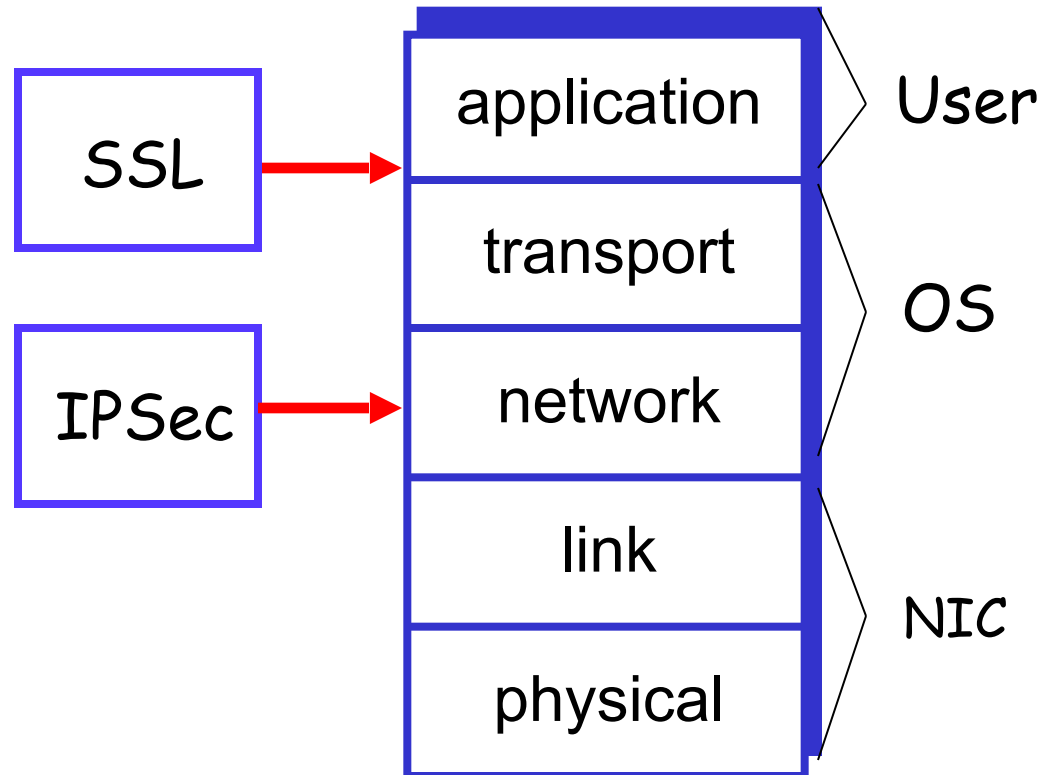 SSL
IPSec
application
transport
network
link
physical
User
OS
NIC